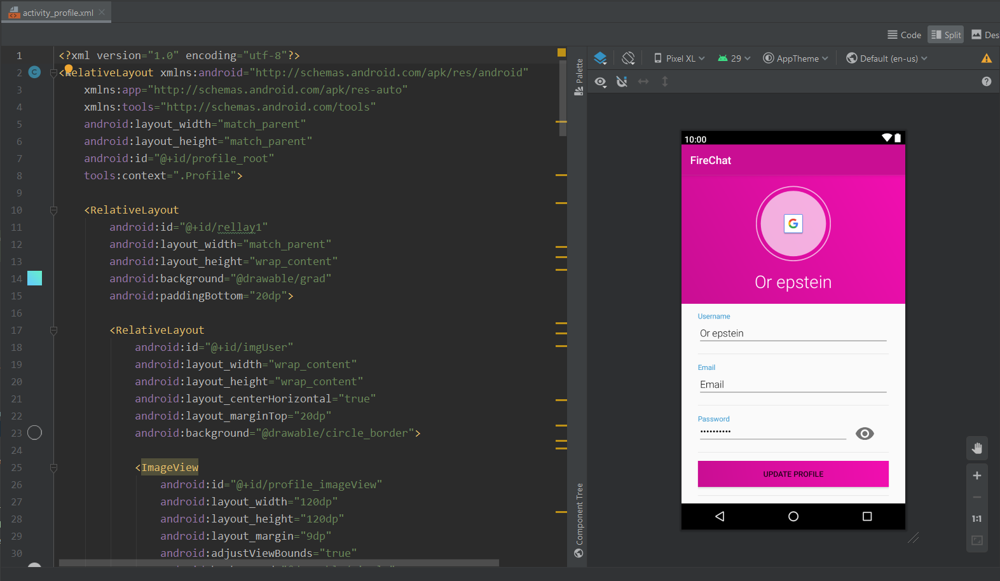 activity_profile.xml
Code
Split
Des
1 <?xml version="1.0" encoding="utf-8"?>
2 <RelativeLayout xmlns:android="http://schemas.android.com/apk/res/android"
3 xmlns:app="http://schemas.android.com/apk/res-auto"
4 xmlns:tools="http://schemas.android.com/tools"
5 android:layout_width="match_parent"
6 android:layout_height="match_parent"
7 android:id="@+id/profile_root"
8 tools:context=".Profile">
9
10 <RelativeLayout
11 android:id="@+id/rellay1"
12 android:layout_width="match_parent"
13 android:layout_height="wrap_content"
14 android:background="@drawable/grad"
15 android:paddingBottom="20dp">
16
17 <RelativeLayout
18 android:id="@+id/imgUser"
19 android:layout_width="wrap_content"
20 android:layout_height="wrap_content"
21 android:layout_centerHorizontal="true"
22 android:layout_marginTop="20dp"
23 android:background="@drawable/circle_border">
24
25 <ImageView
26 android:id="@+id/profile_imageView"
27 android:layout_width="120dp"
28 android:layout_height="120dp"
29 android:layout_margin="9dp"
30 android:adjustViewBounds="true"
Palette
Component Tree
Pixel XL
29
AppTheme
Default (en-us)
10:00
FireChat
G
Or epstein
Username
Or epstein
Email
Email
Password
••••••••••
UPDATE PROFILE
1:1